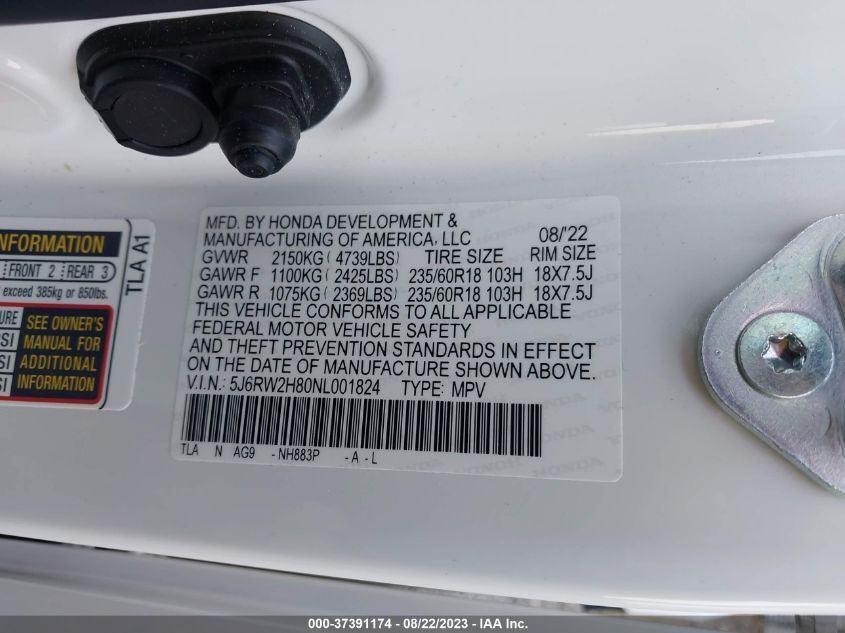 NFORMATION
FRONT 2 REAR 3
exceed 385kg or 850lbs.
TLA A1
SEE OWNER'S
MANUAL FOR
ADDITIONAL
INFORMATION
MFD. BY HONDA DEVELOPMENT &
MANUFACTURING OF AMERICA, LLC 08/'22
GVWR 2150KG ( 4739LBS) TIRE SIZE RIM SIZE
GAWR F 1100KG ( 2425LBS) 235/60R18 103H 18X7.5J
GAWR R 1075KG ( 2369LBS) 235/60R18 103H 18X7.5J
THIS VEHICLE CONFORMS TO ALL APPLICABLE
FEDERAL MOTOR VEHICLE SAFETY
AND THEFT PREVENTION STANDARDS IN EFFECT
ON THE DATE OF MANUFACTURE SHOWN ABOVE.
V.I.N.: 5J6RW2H80NL001824 TYPE: MPV
TLA N AG9 - NH883P - A - L
000-37391174 - 08/22/2023 - IAA Inc.